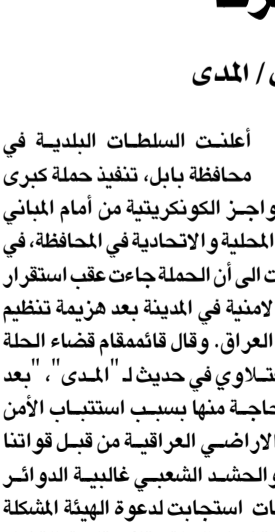 / المدى
أعلنت السلطات البلدية في
محافظة بابل، تنفيذ حملة كبرى
واجز الكونكريتية من أمام المباني
المحلية والاتحادية في المحافظة، في
ت الى أن الحملة جاءت عقب استقرار
لامنية في المدينة بعد هزيمة تنظيم
العراق. وقال قائممقام قضاء الحلة
تلاوي في حديث لـ "المدى"، "بعد
حاجة منها بسبب استتباب الأمن
الاراضي العراقية من قبل قواتنا
والحشد الشعبي غالبية الدوائر
ات استجابت لدعوة الهيئة المشكلة